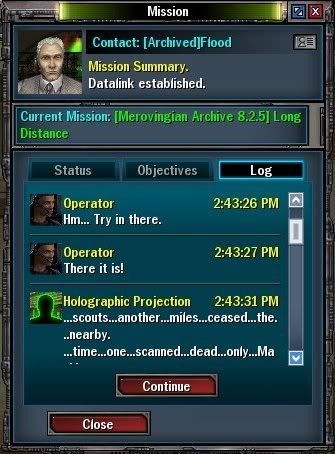 Mission
Contact: [Archived]Flood
Mission Summary.
Datalink established.
Current Mission: [Merovingian Archive 8.2.5] Long
Distance
Status
Objectives
Log
Operator 2:43:26 PM
Hm... Try in there.
Operator 2:43:27 PM
There it is!
Holographic Projection 2:43:31 PM
...scouts...another...miles...ceased...the.
..nearby.
...time...one...scanned...dead...only...Ma
Continue
Close